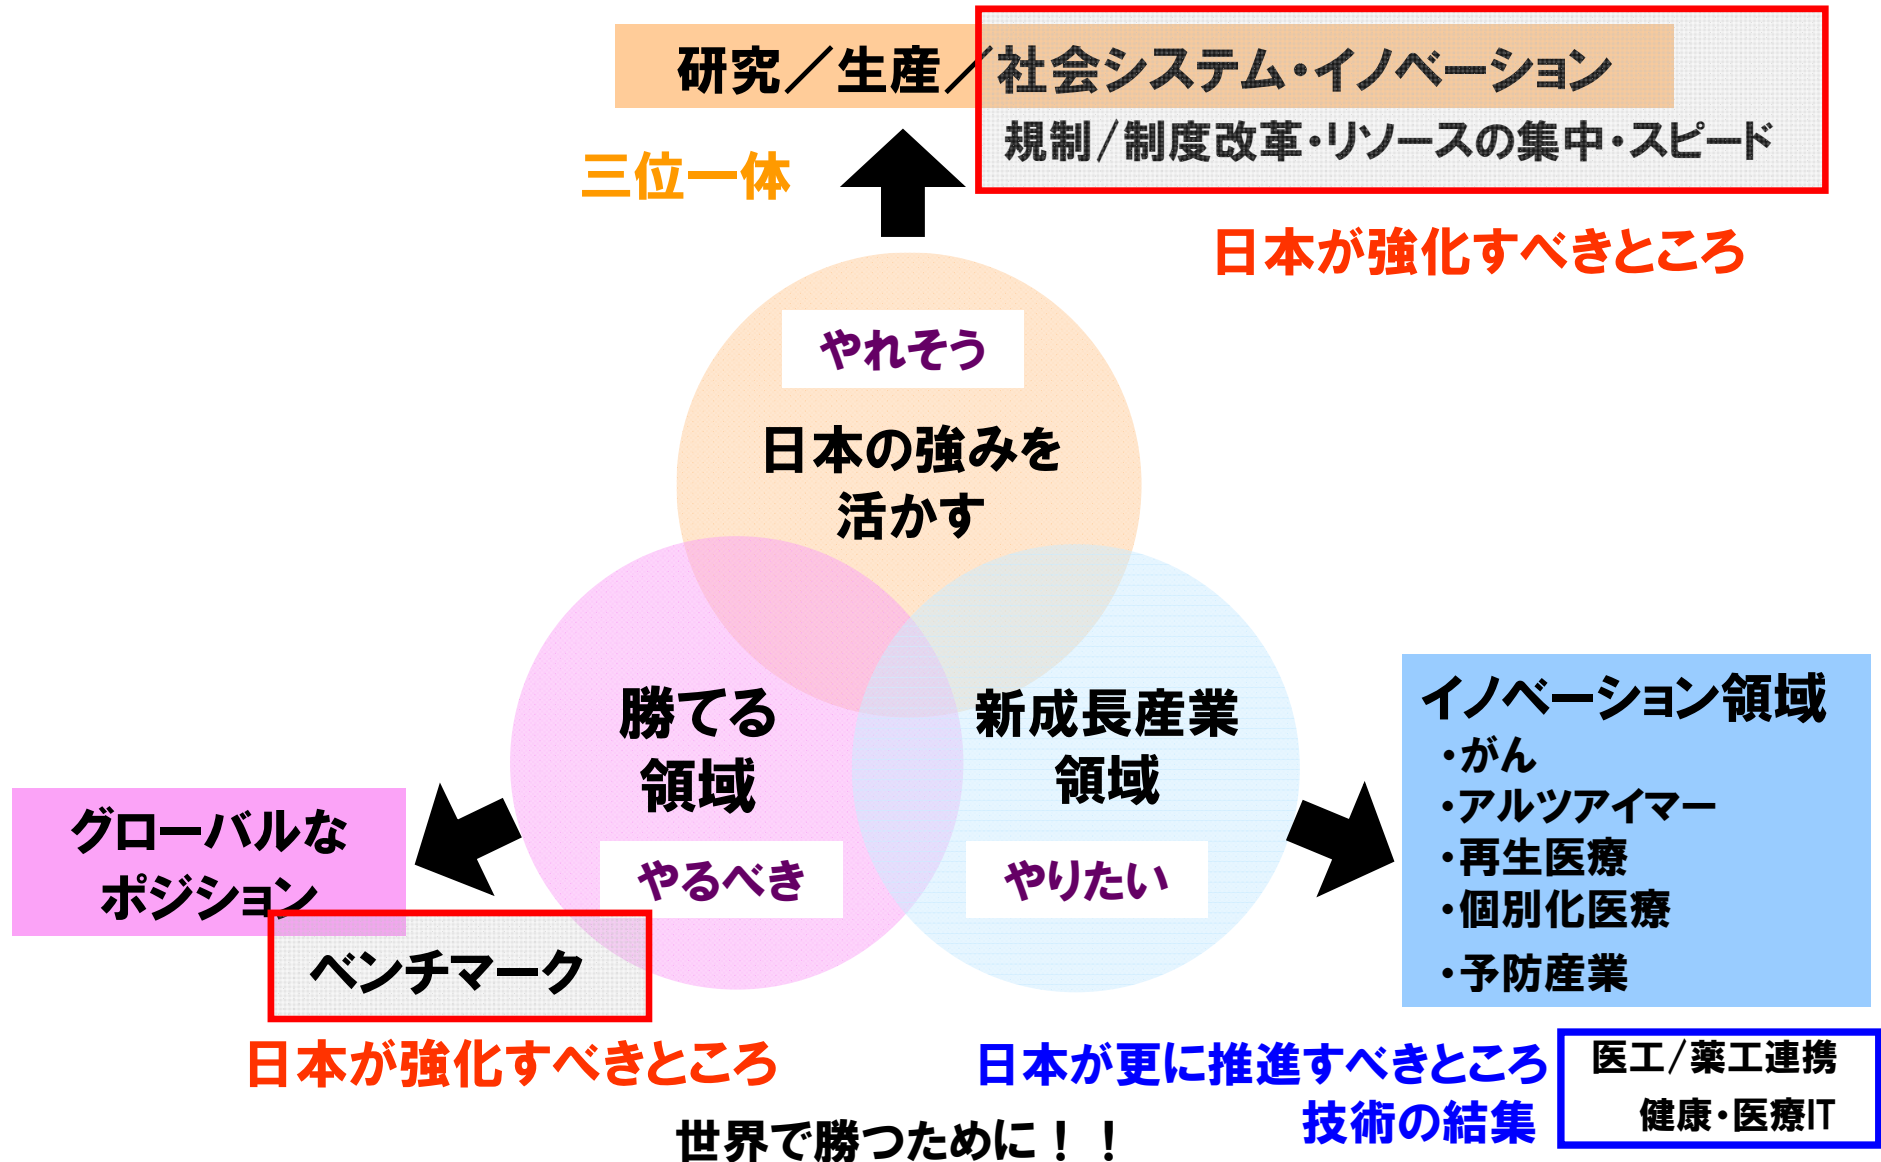 研究／生産／社会システム・イノベーション
規制/制度改革・リソースの集中・スピード
三位一体
日本が強化すべきところ
やれそう
日本の強みを
活かす
勝てる
領域
やるべき
新成長産業
領域
やりたい
グローバルな
ポジション
ベンチマーク
日本が強化すべきところ
イノベーション領域
・がん
・アルツアイマー
・再生医療
・個別化医療
・予防産業
日本が更に推進すべきところ
技術の結集
医工/薬工連携
健康・医療IT
世界で勝つために！！